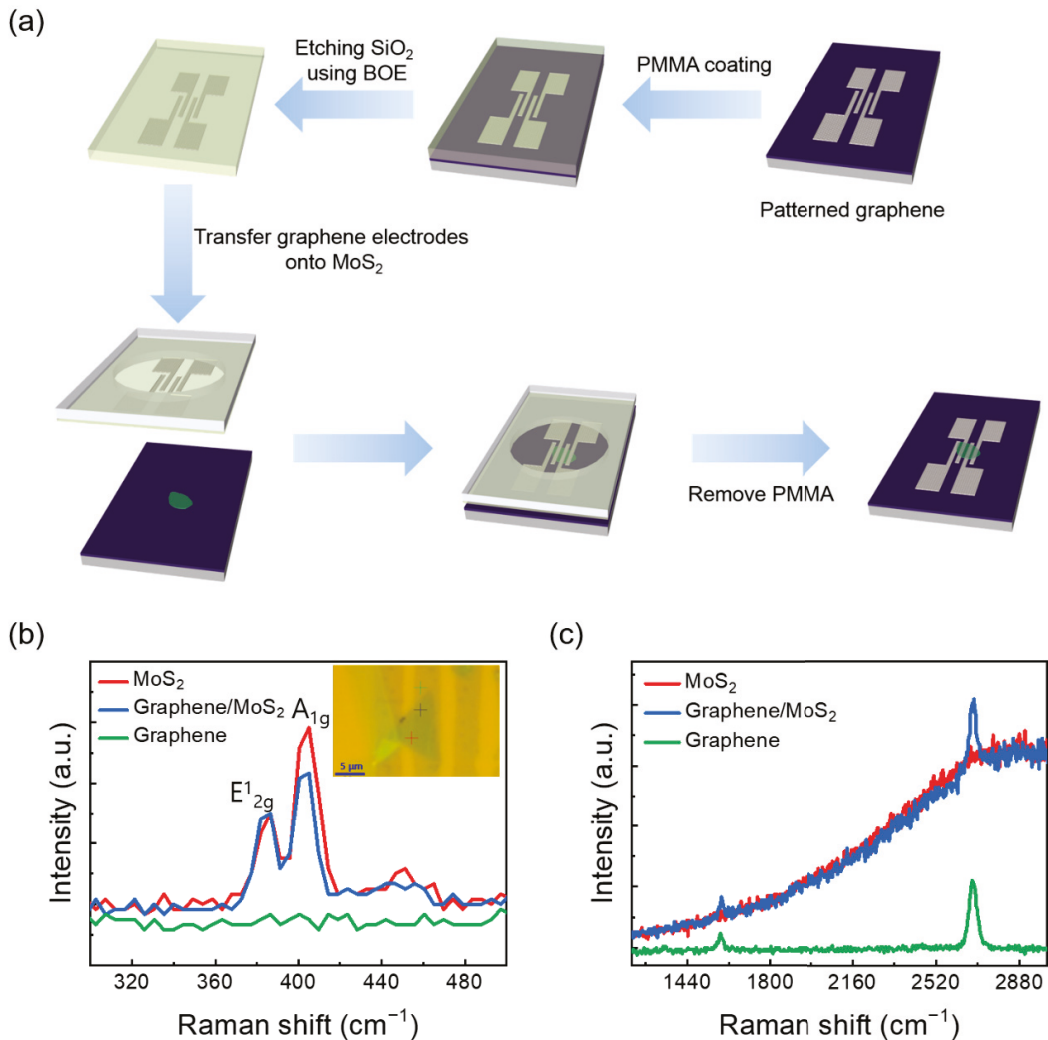 (a)
Etching SiO₂
using BOE
PMMA coating
Patterned graphene
Transfer graphene electrodes
onto MoS₂
Remove PMMA
(b)
MoS₂
Graphene/MoS₂
Graphene
E¹₂g
A₁g
5 μm
Intensity (a.u.)
320 360 400 440 480
Raman shift (cm⁻¹)
(c)
MoS₂
Graphene/MoS₂
Graphene
Intensity (a.u.)
1440 1800 2160 2520 2880
Raman shift (cm⁻¹)